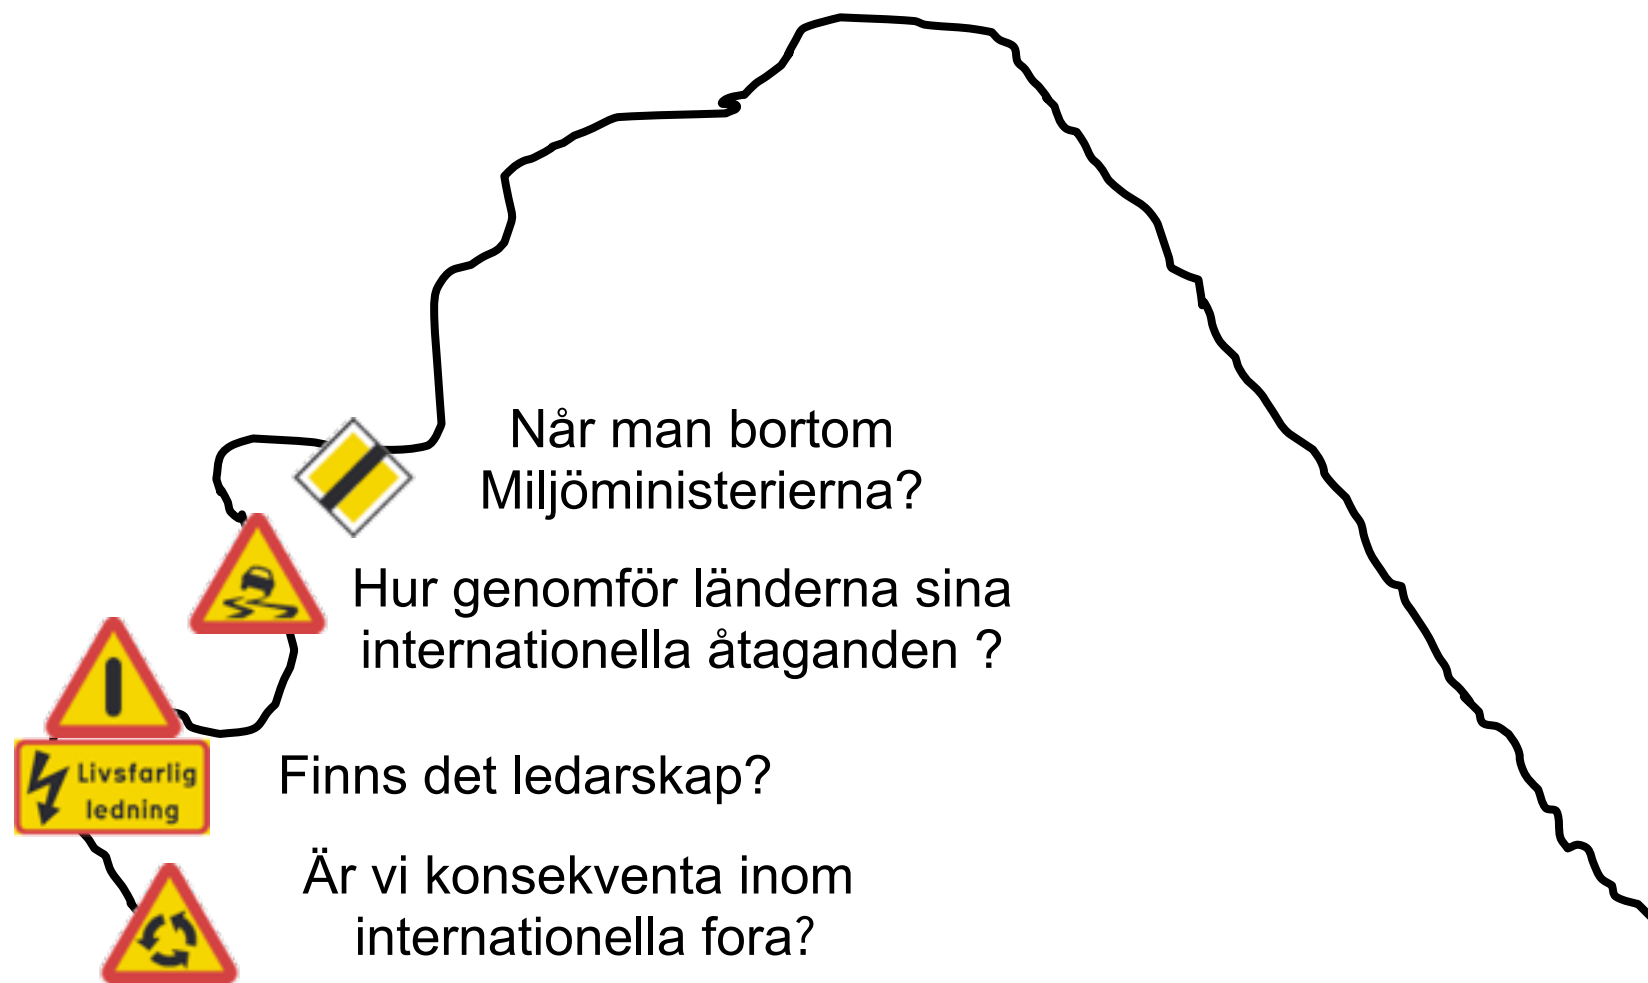 Når man bortom
Miljöministerierna?
Hur genomför länderna sina
internationella åtaganden ?
Livsfarlig
ledning
Finns det ledarskap?
Är vi konsekventa inom
internationella fora?